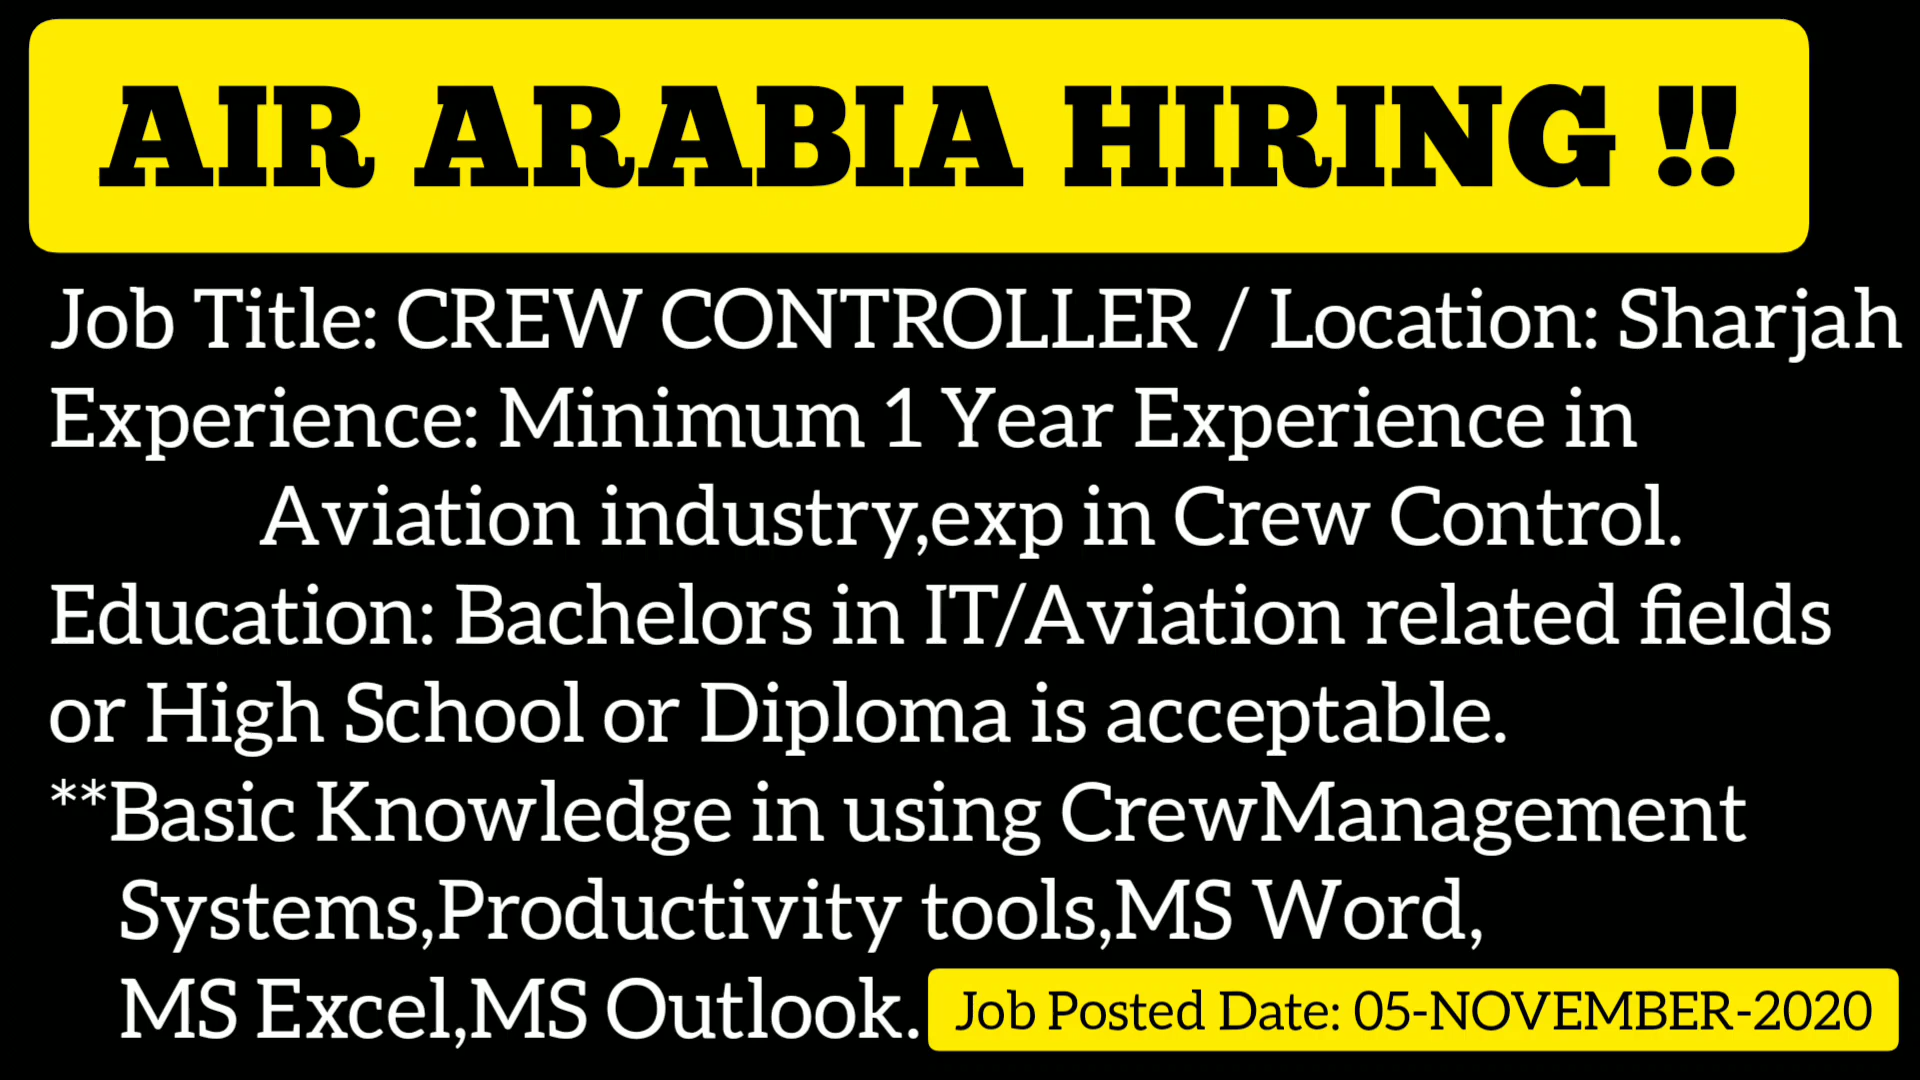 AIR ARABIA HIRING !!
Job Title: CREW CONTROLLER / Location: Sharjah
Experience: Minimum 1 Year Experience in
Aviation industry,exp in Crew Control.
Education: Bachelors in IT/Aviation related fields
or High School or Diploma is acceptable.
**Basic Knowledge in using CrewManagement
Systems,Productivity tools,MS Word,
MS Excel,MS Outlook.
Job Posted Date: 05-NOVEMBER-2020